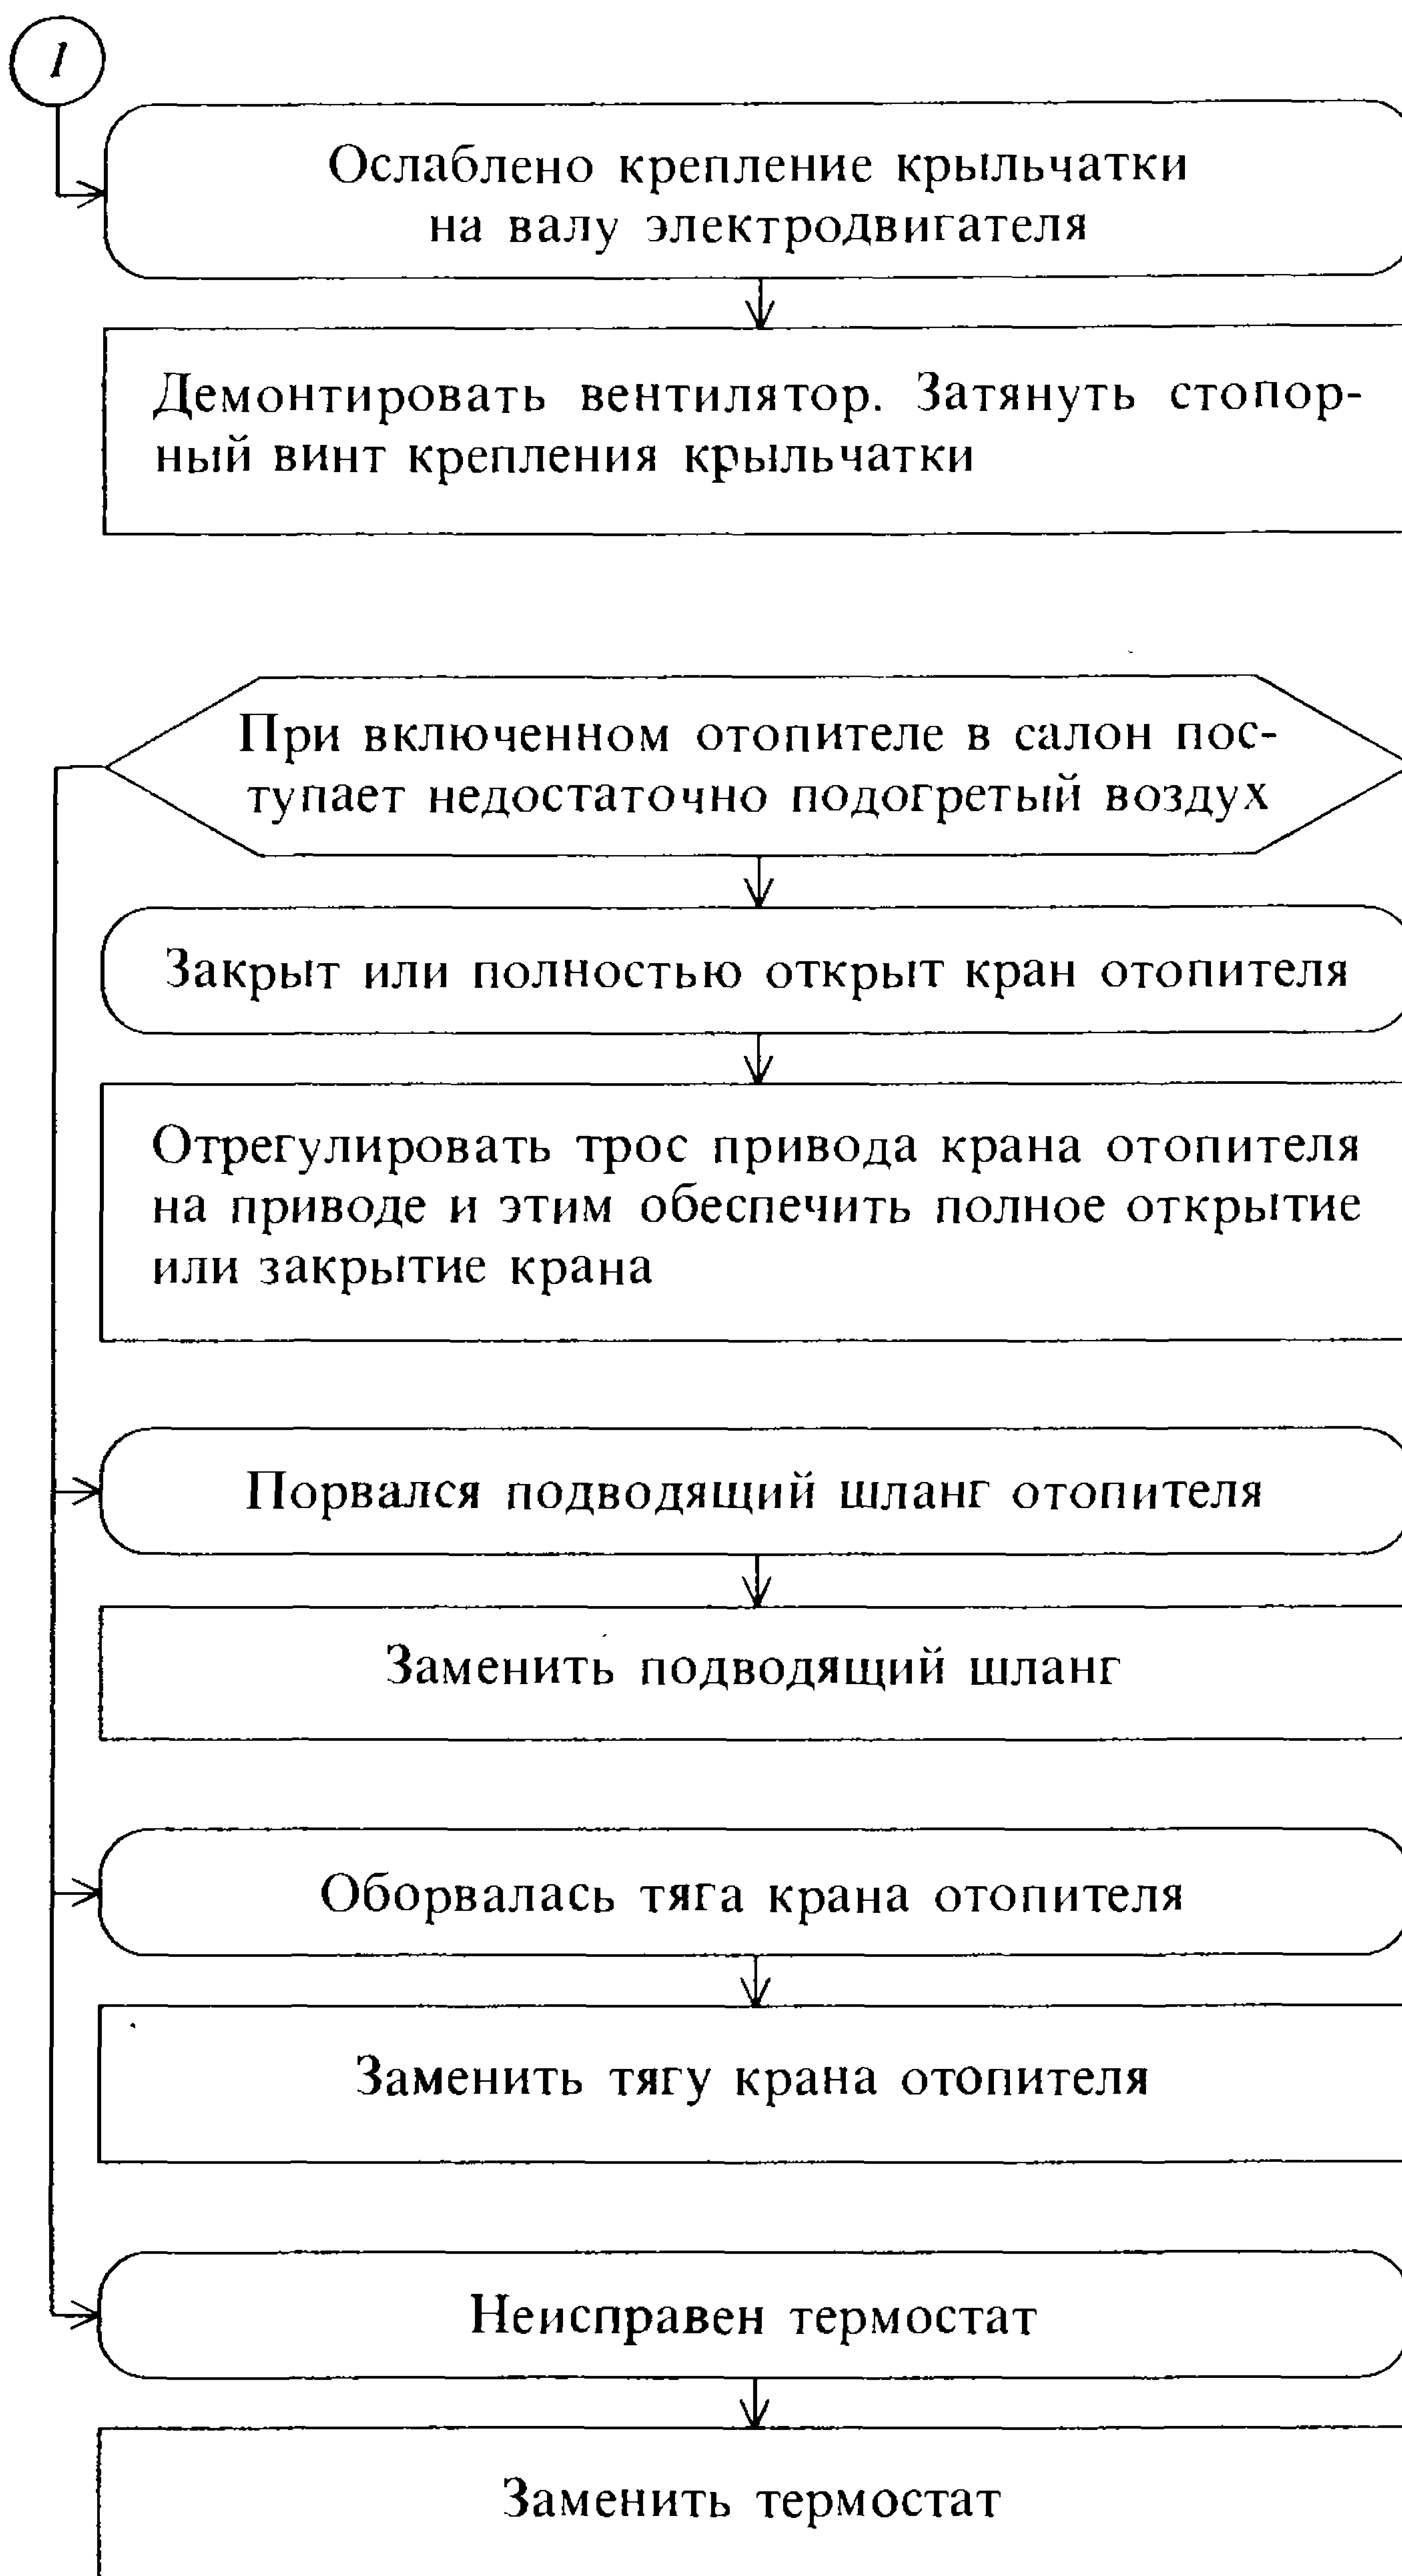 1
Ослаблено крепление крыльчатки
на валу электродвигателя
Демонтировать вентилятор. Затянуть стопор-
ный винт крепления крыльчатки
При включенном отопителе в салон пос-
тупает недостаточно подогретый воздух
Закрыт или полностью открыт кран отопителя
Отрегулировать трос привода крана отопителя
на приводе и этим обеспечить полное открытие
или закрытие крана
Порвался подводящий шланг отопителя
Заменить подводящий шланг
Оборвалась тяга крана отопителя
Заменить тягу крана отопителя
Неисправен термостат
Заменить термостат